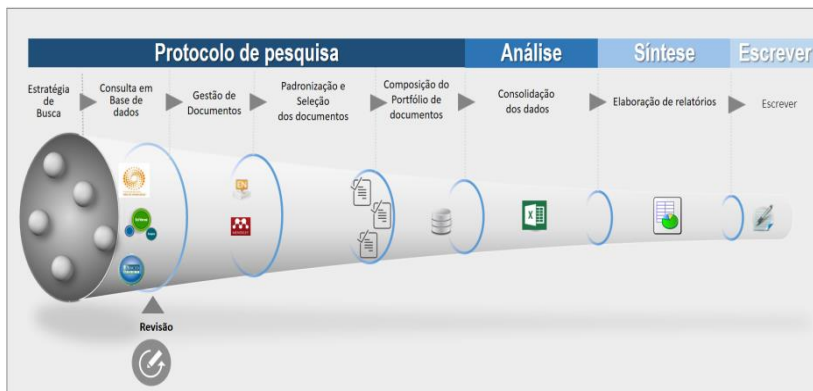 Protocolo de pesquisa
Análise
Síntese
Escrever
Estratégia
de
Busca
Consulta em
Base de
dados
Gestão de
Documentos
Padronização e
Seleção
dos documentos
Composição do
Portfólio de
documentos
Consolidação
dos dados
Elaboração de relatórios
Escrever
EN
X
Revisão